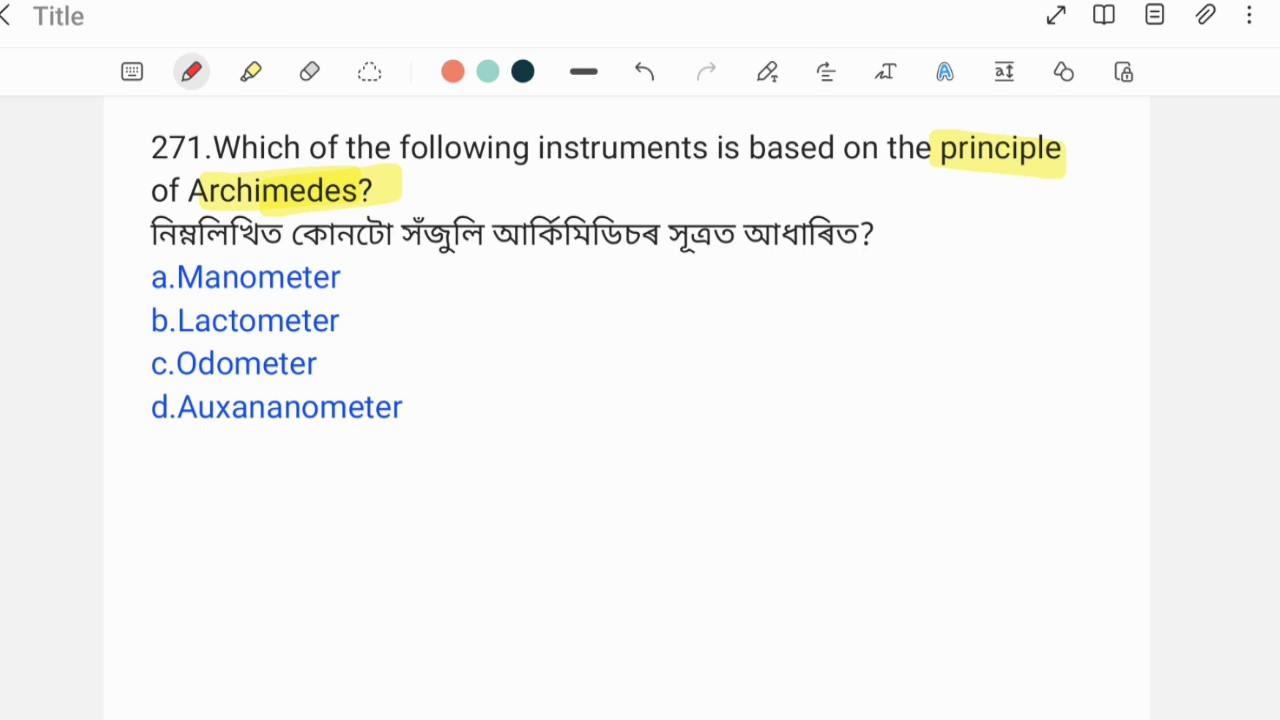 Title
271.Which of the following instruments is based on the principle
of Archimedes?
নিম্নলিখিত কোনটো সঁজুলি আৰ্কিমিডিচৰ সূত্ৰত আধাৰিত?
a.Manometer
b.Lactometer
c.Odometer
d.Auxananometer